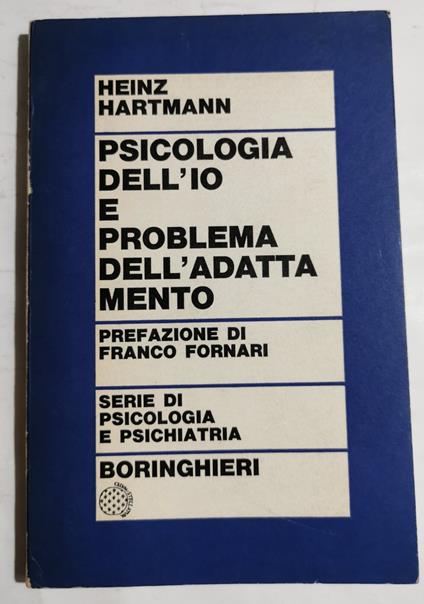 HEINZ
HARTMANN
PSICOLOGIA
DELL'IO
E
PROBLEMA
DELL'ADATTA
MENTO
PREFAZIONE DI
FRANCO FORNARI
SERIE DI
PSICOLOGIA
E PSICHIATRIA
BORINGHIERI